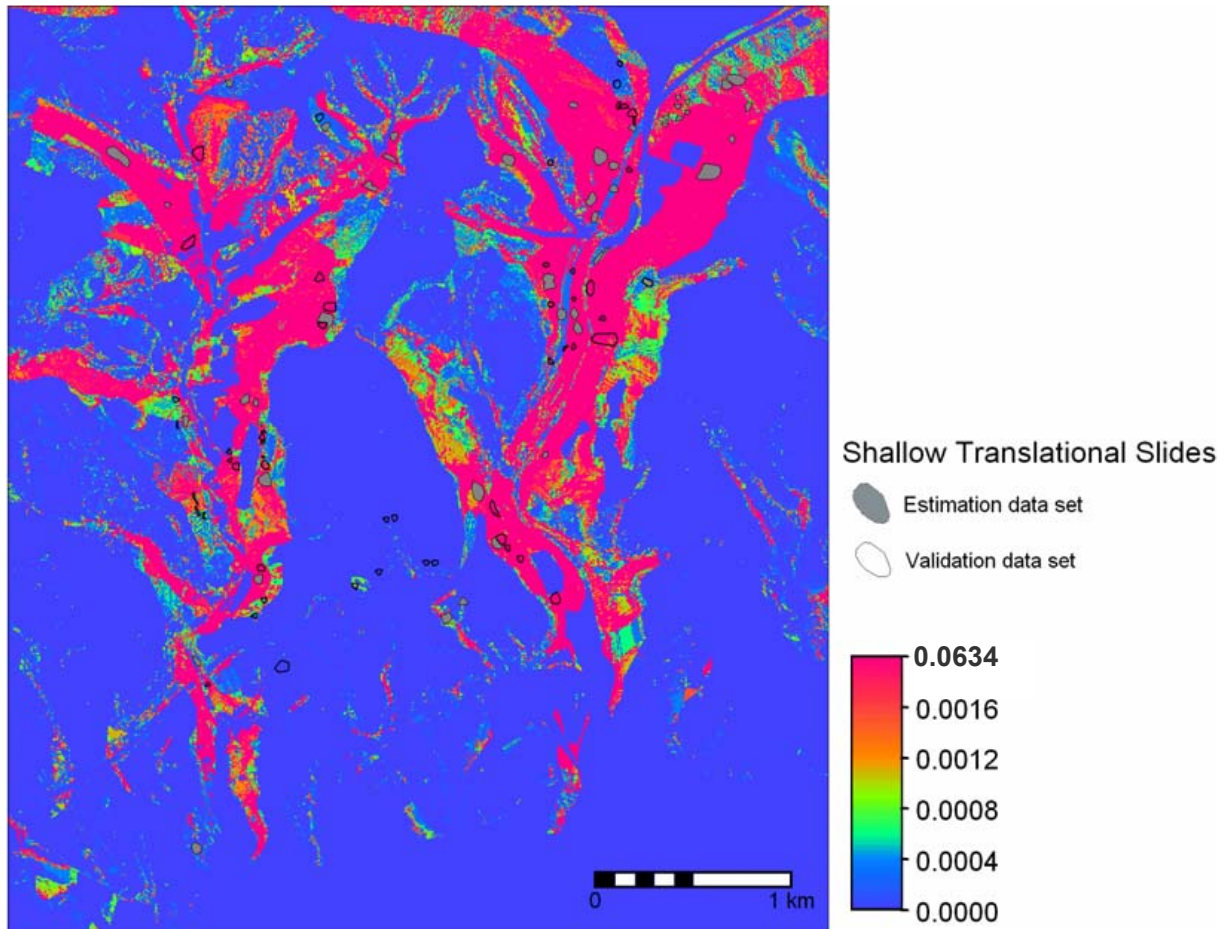 Shallow Translational Slides
Estimation data set
Validation data set
0.0634
0.0016
0.0012
0.0008
0.0004
0.0000
0 1 km